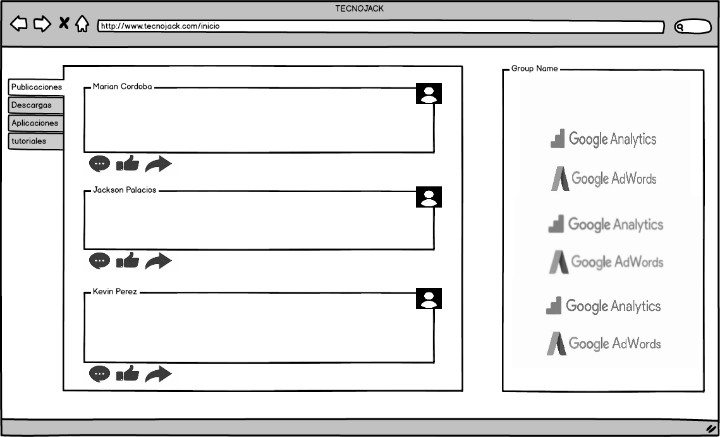 TECNOJACK
http://www.tecnojack.com/inicio
Publicaciones
Descargas
Aplicaciones
tutoriales
Marian Cordoba
Jackson Palacios
Kevin Perez
Group Name
Google Analytics
Google AdWords
Google Analytics
Google AdWords
Google Analytics
Google AdWords